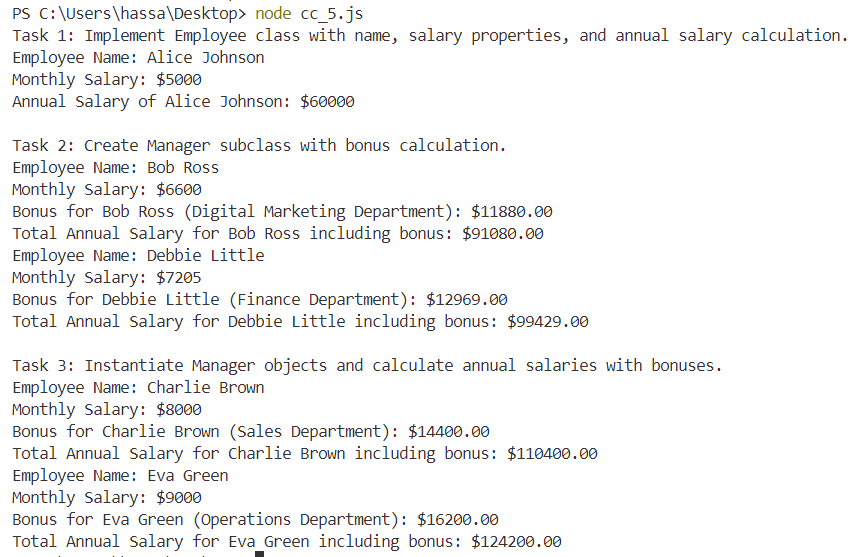 PS C:\Users\hassa\Desktop> node cc_5.js
Task 1: Implement Employee class with name, salary properties, and annual salary calculation.
Employee Name: Alice Johnson
Monthly Salary: $5000
Annual Salary of Alice Johnson: $60000
Task 2: Create Manager subclass with bonus calculation.
Employee Name: Bob Ross
Monthly Salary: $6600
Bonus for Bob Ross (Digital Marketing Department): $11880.00
Total Annual Salary for Bob Ross including bonus: $91080.00
Employee Name: Debbie Little
Monthly Salary: $7205
Bonus for Debbie Little (Finance Department): $12969.00
Total Annual Salary for Debbie Little including bonus: $99429.00
Task 3: Instantiate Manager objects and calculate annual salaries with bonuses.
Employee Name: Charlie Brown
Monthly Salary: $8000
Bonus for Charlie Brown (Sales Department): $14400.00
Total Annual Salary for Charlie Brown including bonus: $110400.00
Employee Name: Eva Green
Monthly Salary: $9000
Bonus for Eva Green (Operations Department): $16200.00
Total Annual Salary for Eva Green including bonus: $124200.00